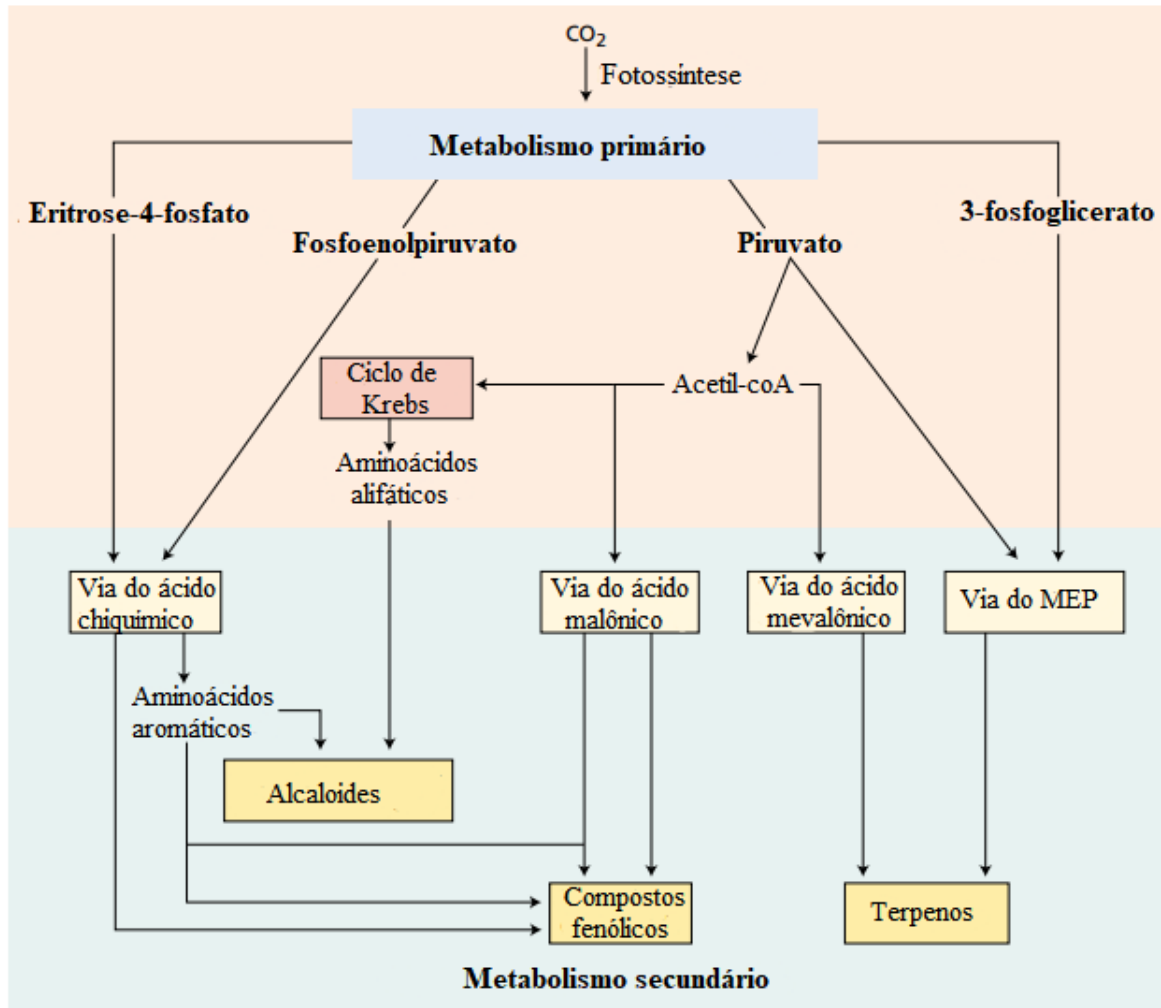 CO₂
Fotossíntese
Metabolismo primário
Eritrose-4-fosfato
3-fosfoglicerato
Fosfoenolpiruvato
Piruvato
Ciclo de
Krebs
Acetil-coA
Aminoácidos
alifáticos
Via do ácido
chiquímico
Via do ácido
malônico
Via do ácido
mevalônico
Via do MEP
Aminoácidos
aromáticos
Alcaloides
Compostos
fenólicos
Terpenos
Metabolismo secundário